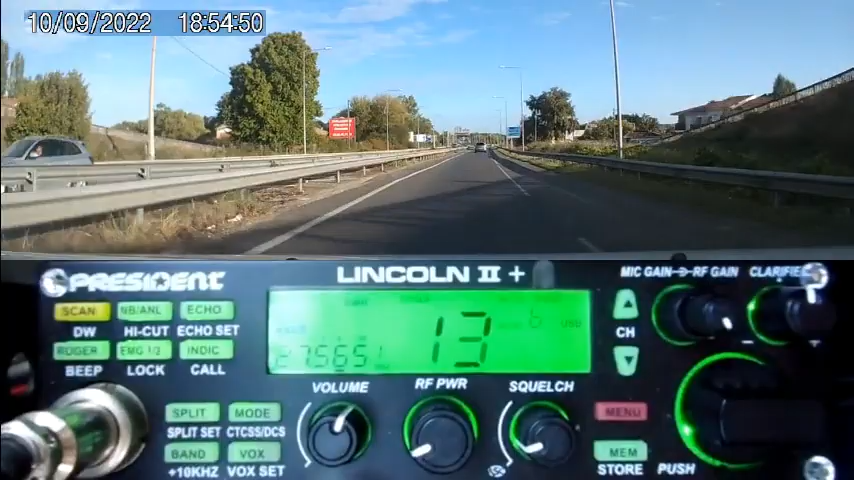 10/09/2022 18:54:50
PRESIDENT LINCOLN II + MIC GAIN RF GAIN CLARIFIER
SCAN NB/ANL ECHO
DW HI-CUT ECHO SET
ROGER EMG 1/2 INDIC
BEEP LOCK CALL
13
USB
27.5651
CH
VOLUME RF PWR SQUELCH
SPLIT MODE
SPLIT SET CTCSS/DCS
BAND VOX
+10KHZ VOX SET
MENU
MEM
STORE PUSH